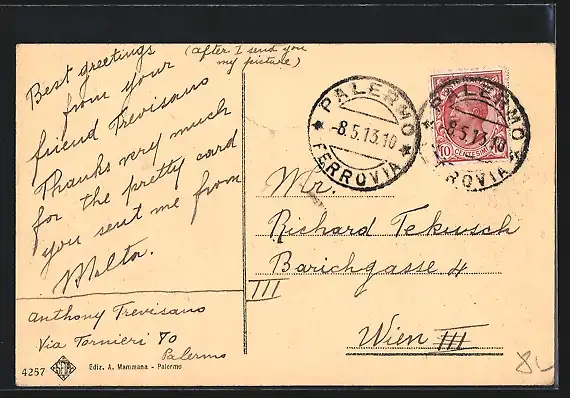 Best greetings
(after I send you
my picture)
from your
friend Trevisano
Thanks very much
for the pretty card
you sent me from
Malta.
Anthony Trevisano
Via Tornieri 70
Palermo
4257
Ediz. A. Mammana - Palermo
PALERMO
-8.5.13.10
FERROVIA
PALERMO
8.5.13.10
FERROVIA
10 CENTESIMI
Mr.
Richard Tekusch
Barichgasse 4
III
Wien III